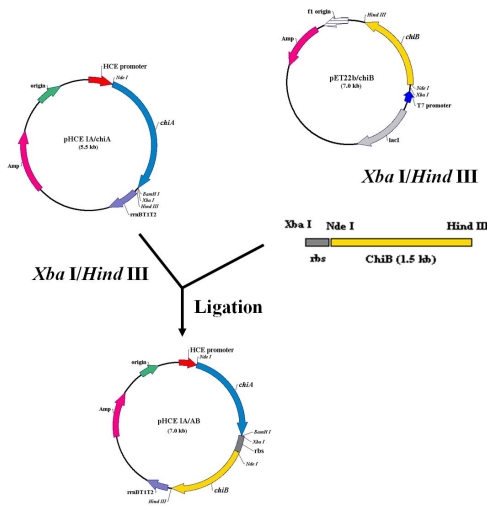 HCE promoter
Nde I
origin
chiA
pHCE IA/chiA
(5.5 kb)
Amp
BamH I
Xba I
Hind III
rrnBT1T2
f1 origin
Hind III
Amp
chiB
pET22b/chiB
(7.0 kb)
Nde I
Xba I
T7 promoter
lacI
Xba I/Hind III
Xba I Nde I Hind III
rbs ChiB (1.5 kb)
Xba I/Hind III
Ligation
HCE promoter
Nde I
origin
chiA
Amp
pHCE IA/AB
(7.0 kb)
BamH I
Xba I
rbs
Nde I
rrnBT1T2
Hind III
chiB